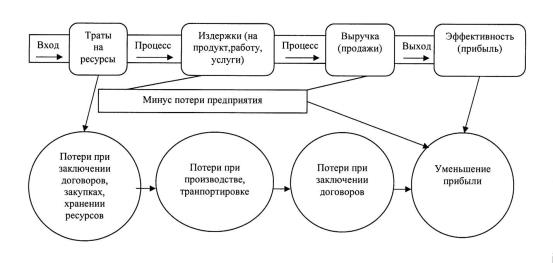 Вход
Траты
на
ресурсы
Процесс
Издержки (на
продукт,работу,
услуги)
Процесс
Выручка
(продажи)
Выход
Эффективность
(прибыль)
Минус потери предприятия
Потери при
заключении
договоров,
закупках,
хранении
ресурсов
Потери при
производстве,
транпортировке
Потери при
заключении
договоров
Уменьшение
прибыли